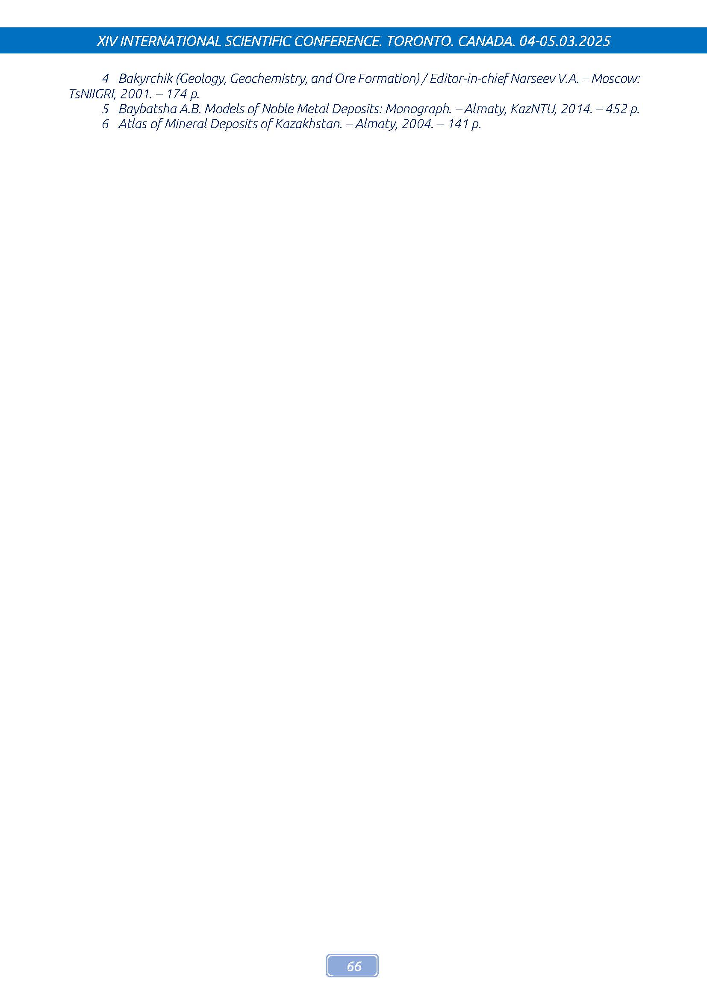 XIV INTERNATIONAL SCIENTIFIC CONFERENCE. TORONTO. CANADA. 04-05.03.2025
4 Bakyrchik (Geology, Geochemistry, and Ore Formation) / Editor-in-chief Narseev V.A. – Moscow:
TsNIIGRI, 2001. – 174 p.
5 Baybatsha A.B. Models of Noble Metal Deposits: Monograph. – Almaty, KazNTU, 2014. – 452 p.
6 Atlas of Mineral Deposits of Kazakhstan. – Almaty, 2004. – 141 p.
66